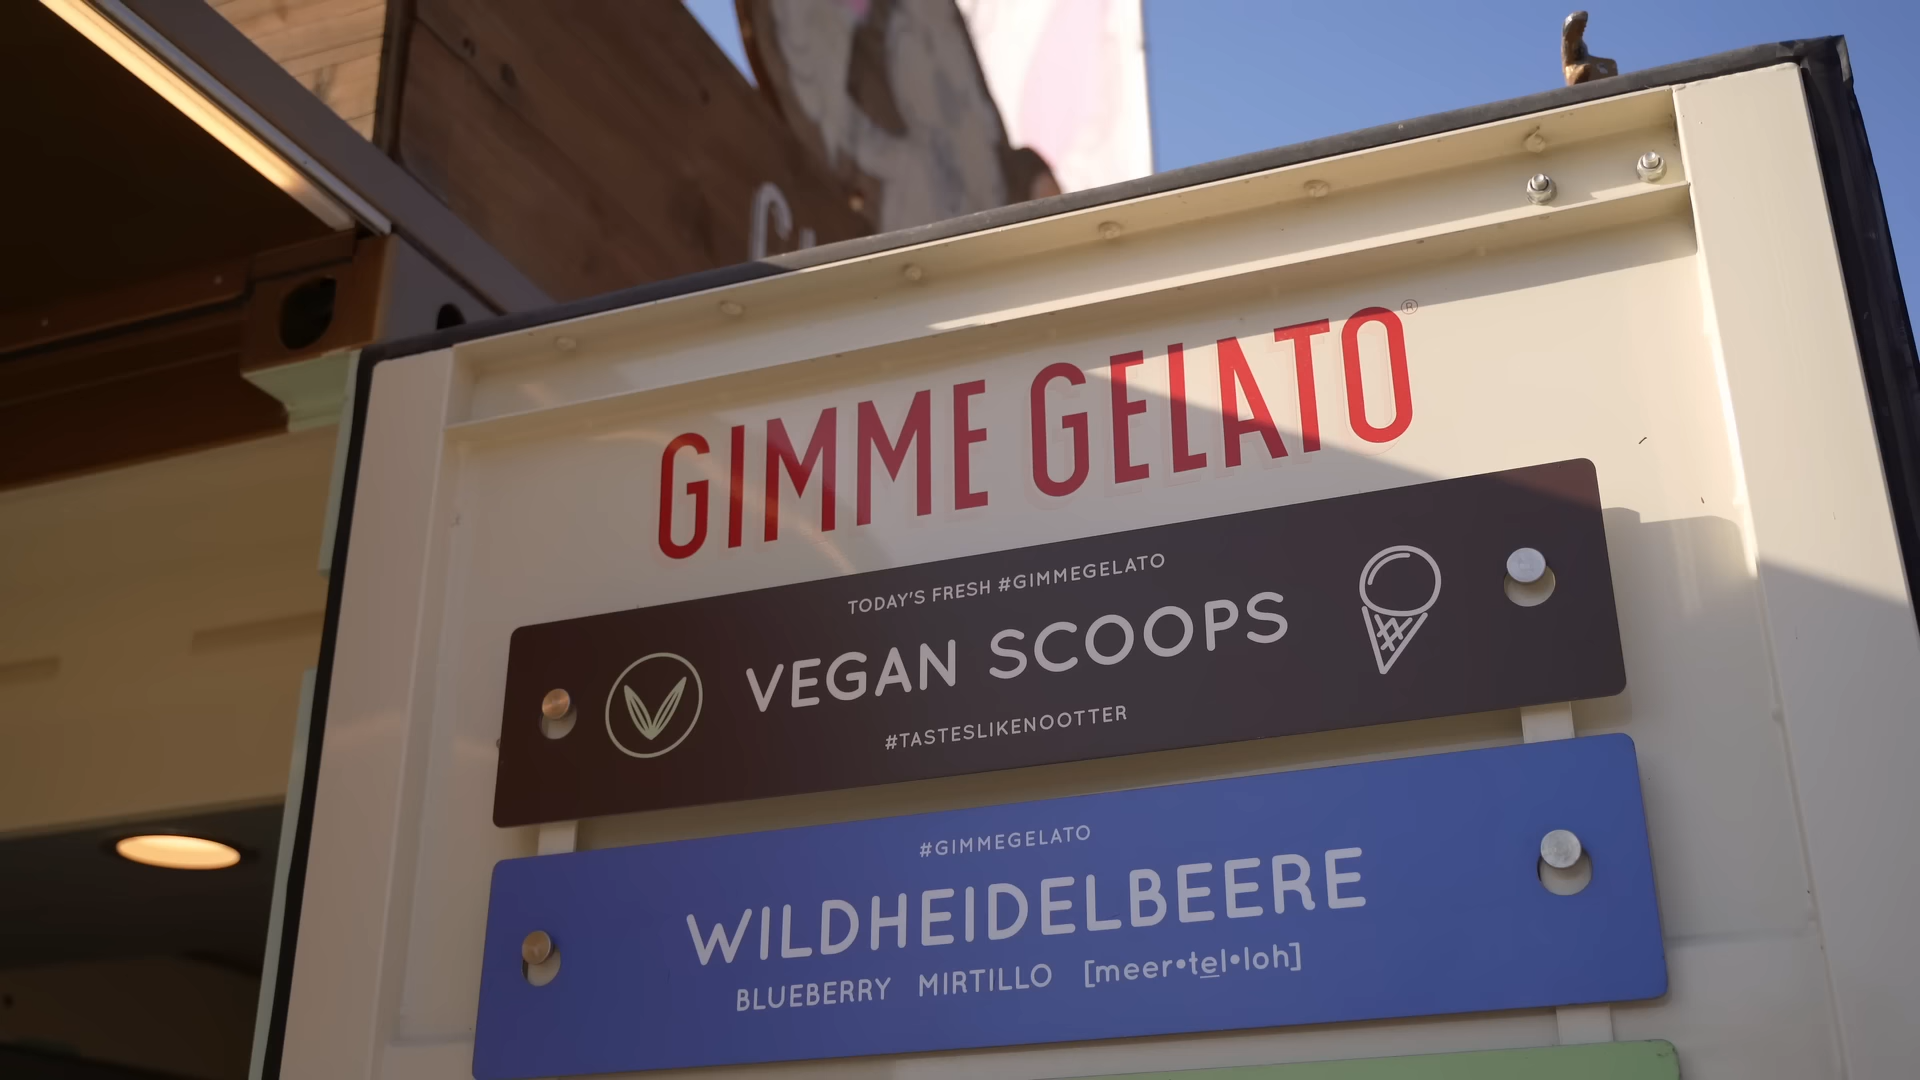 GIMME GELATO®
TODAY'S FRESH #GIMMEGELATO
VEGAN SCOOPS
#TASTESLIKENOOTTER
#GIMMEGELATO
WILDHEIDELBEERE
BLUEBERRY MIRTILLO [meer•tel•loh]